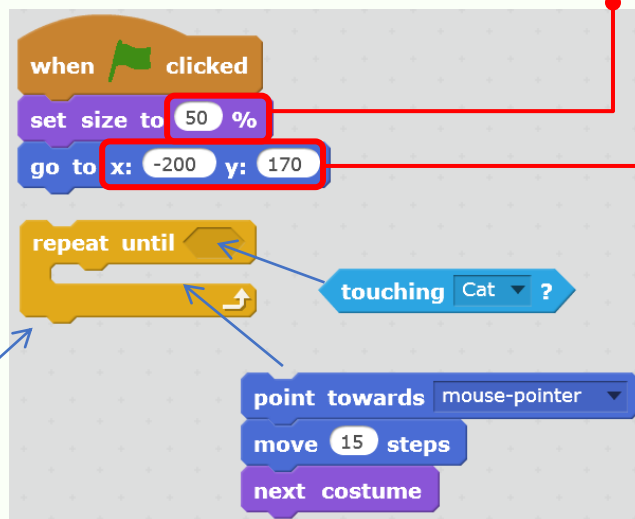 when clicked
set size to 50 %
go to x: -200 y: 170
repeat until
touching Cat ?
point towards mouse-pointer
move 15 steps
next costume